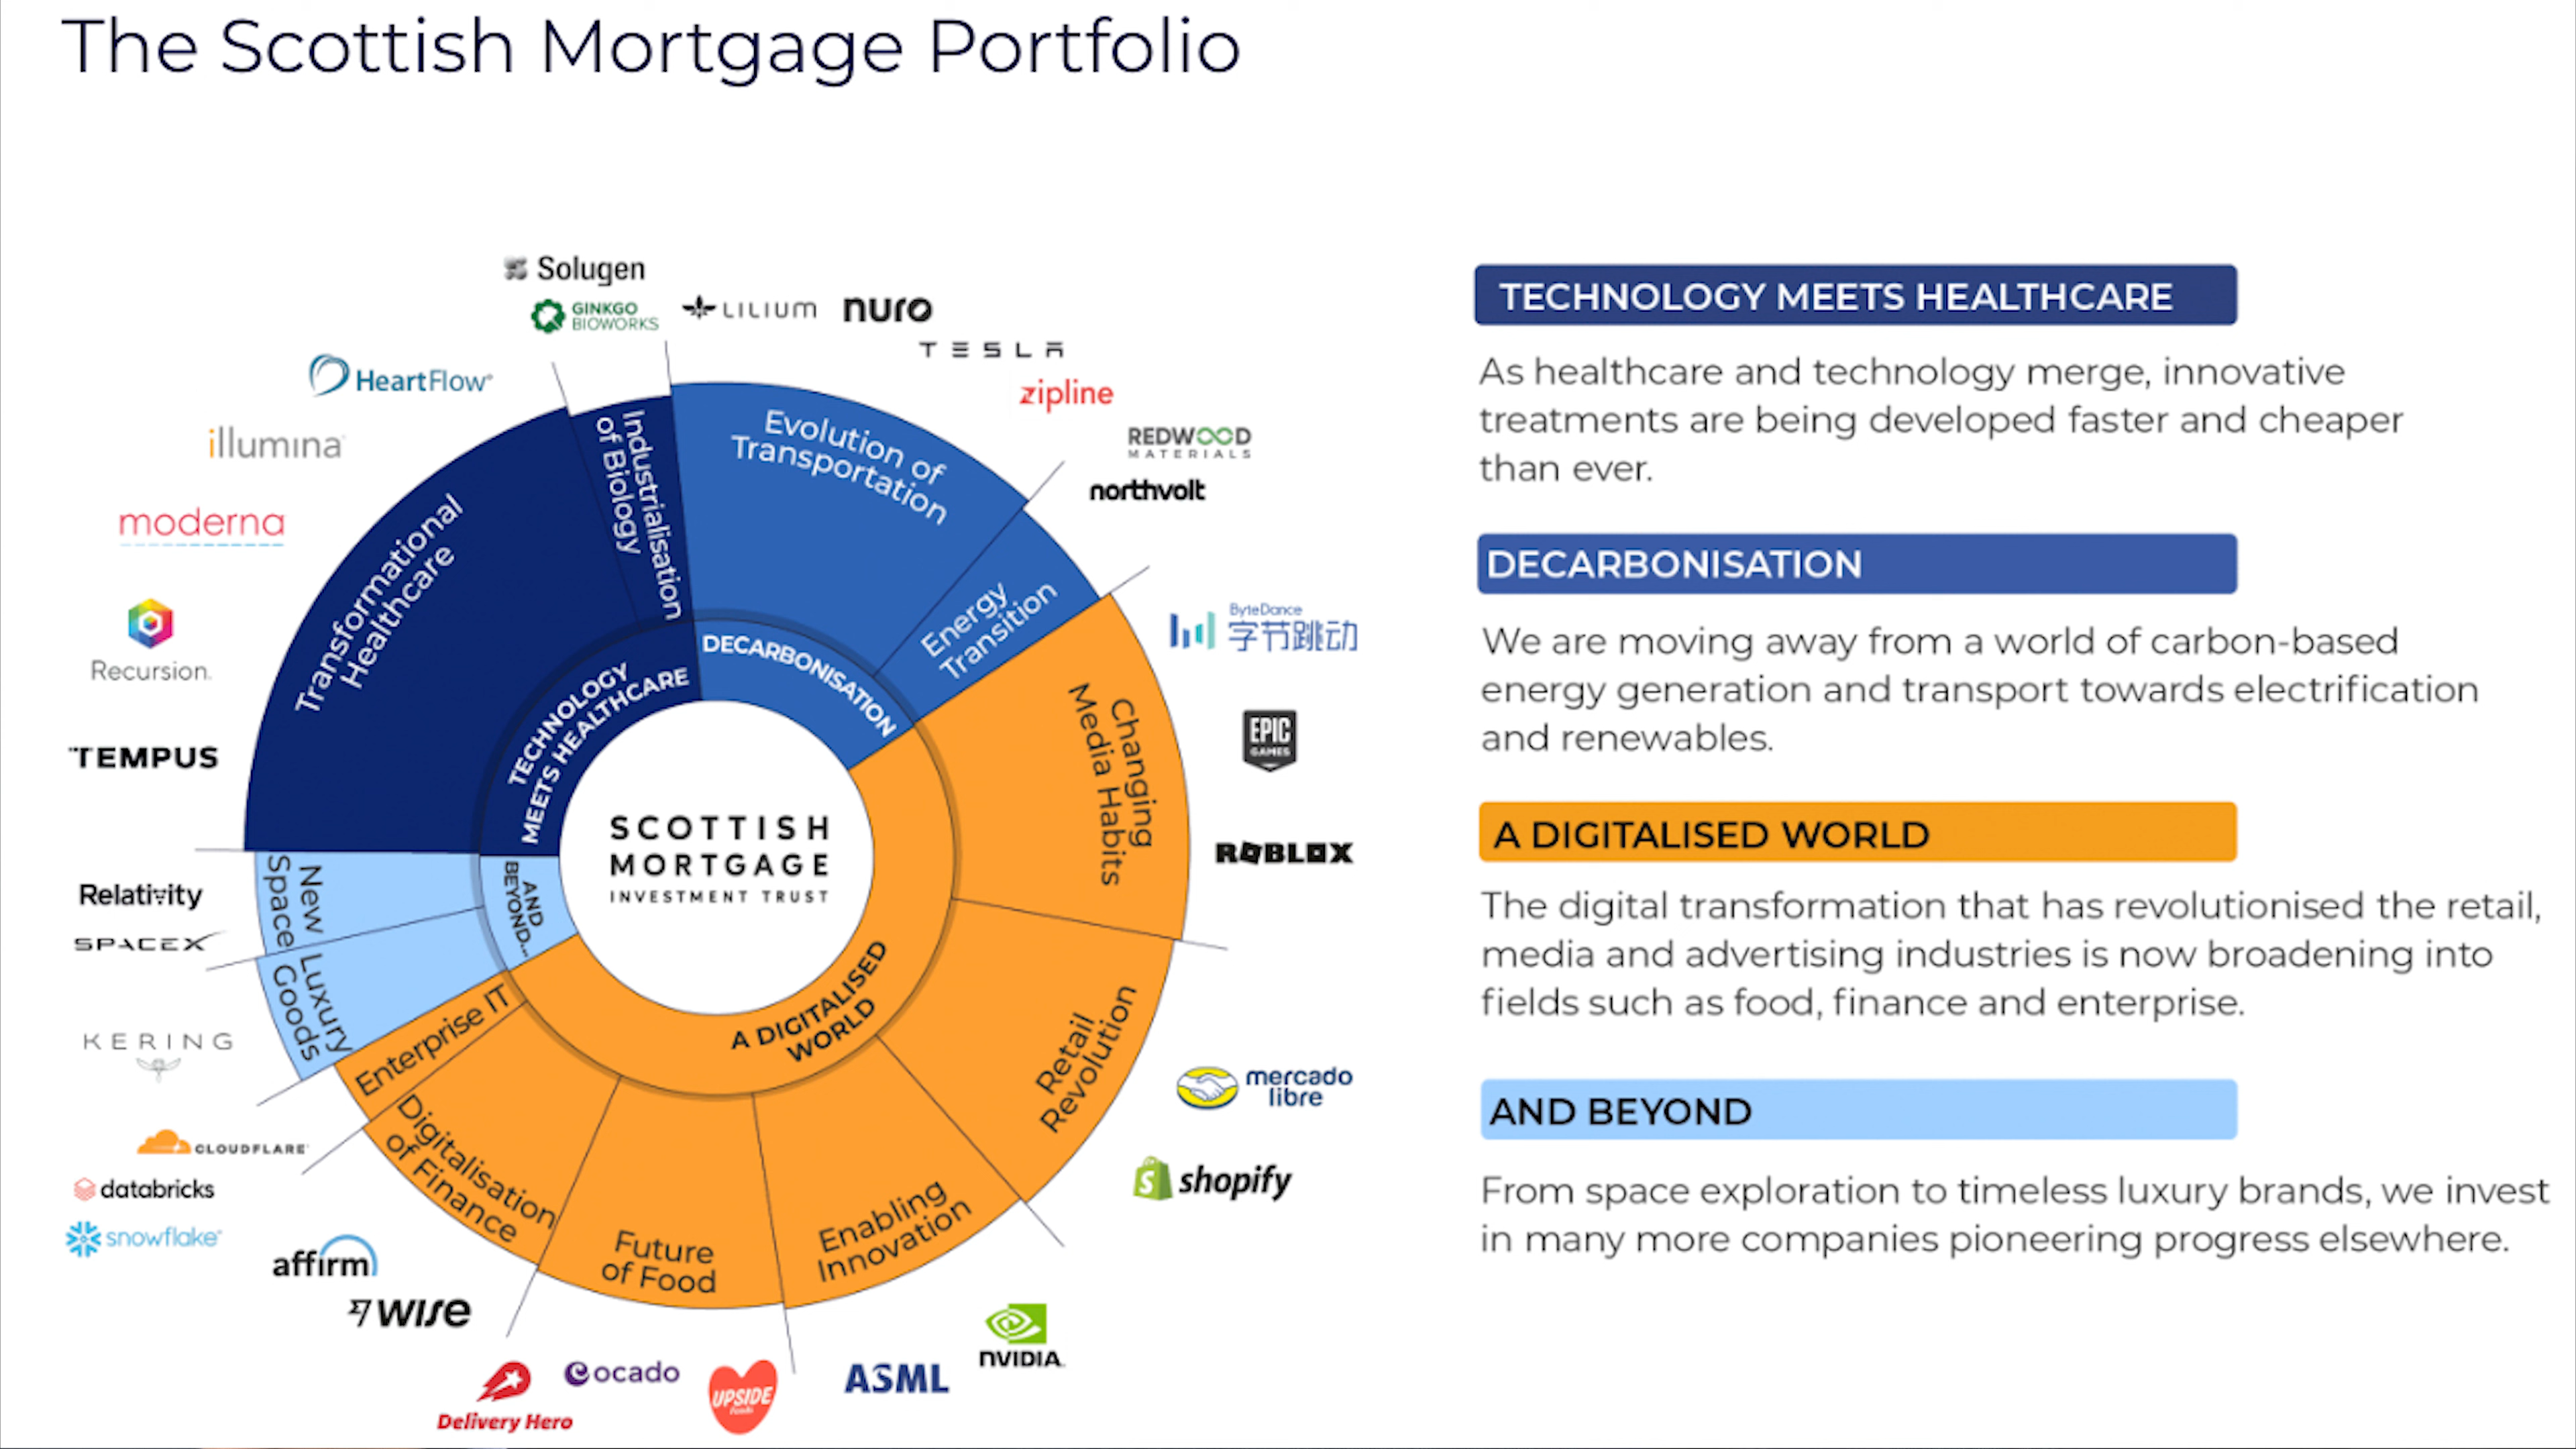 The Scottish Mortgage Portfolio
Solugen
GINKGO
BIOWORKS
LILIUM
nuro
TESLA
zipline
REDWOOD
MATERIALS
northvolt
HeartFlow®
illumina
moderna
Recursion.
TEMPUS
Relativity
SPACEX
KERING
CLOUDFLARE
databricks
snowflake
affirm
WISE
Delivery Hero
ocado
UPSIDE
Foods
ASML
NVIDIA.
shopify
mercado
libre
ROBLOX
EPIC
GAMES
ByteDance
字节跳动
Transformational
Healthcare
Industrialisation
of Biology
Evolution of
Transportation
Energy
Transition
Changing
Media Habits
Retail
Revolution
Enabling
Innovation
Future
of Food
Digitalisation
of Finance
Enterprise IT
Luxury
Goods
New
Space
TECHNOLOGY
MEETS HEALTHCARE
DECARBONISATION
A DIGITALISED
WORLD
AND
BEYOND...
SCOTTISH
MORTGAGE
INVESTMENT TRUST
TECHNOLOGY MEETS HEALTHCARE
As healthcare and technology merge, innovative
treatments are being developed faster and cheaper
than ever.
DECARBONISATION
We are moving away from a world of carbon-based
energy generation and transport towards electrification
and renewables.
A DIGITALISED WORLD
The digital transformation that has revolutionised the retail,
media and advertising industries is now broadening into
fields such as food, finance and enterprise.
AND BEYOND
From space exploration to timeless luxury brands, we invest
in many more companies pioneering progress elsewhere.